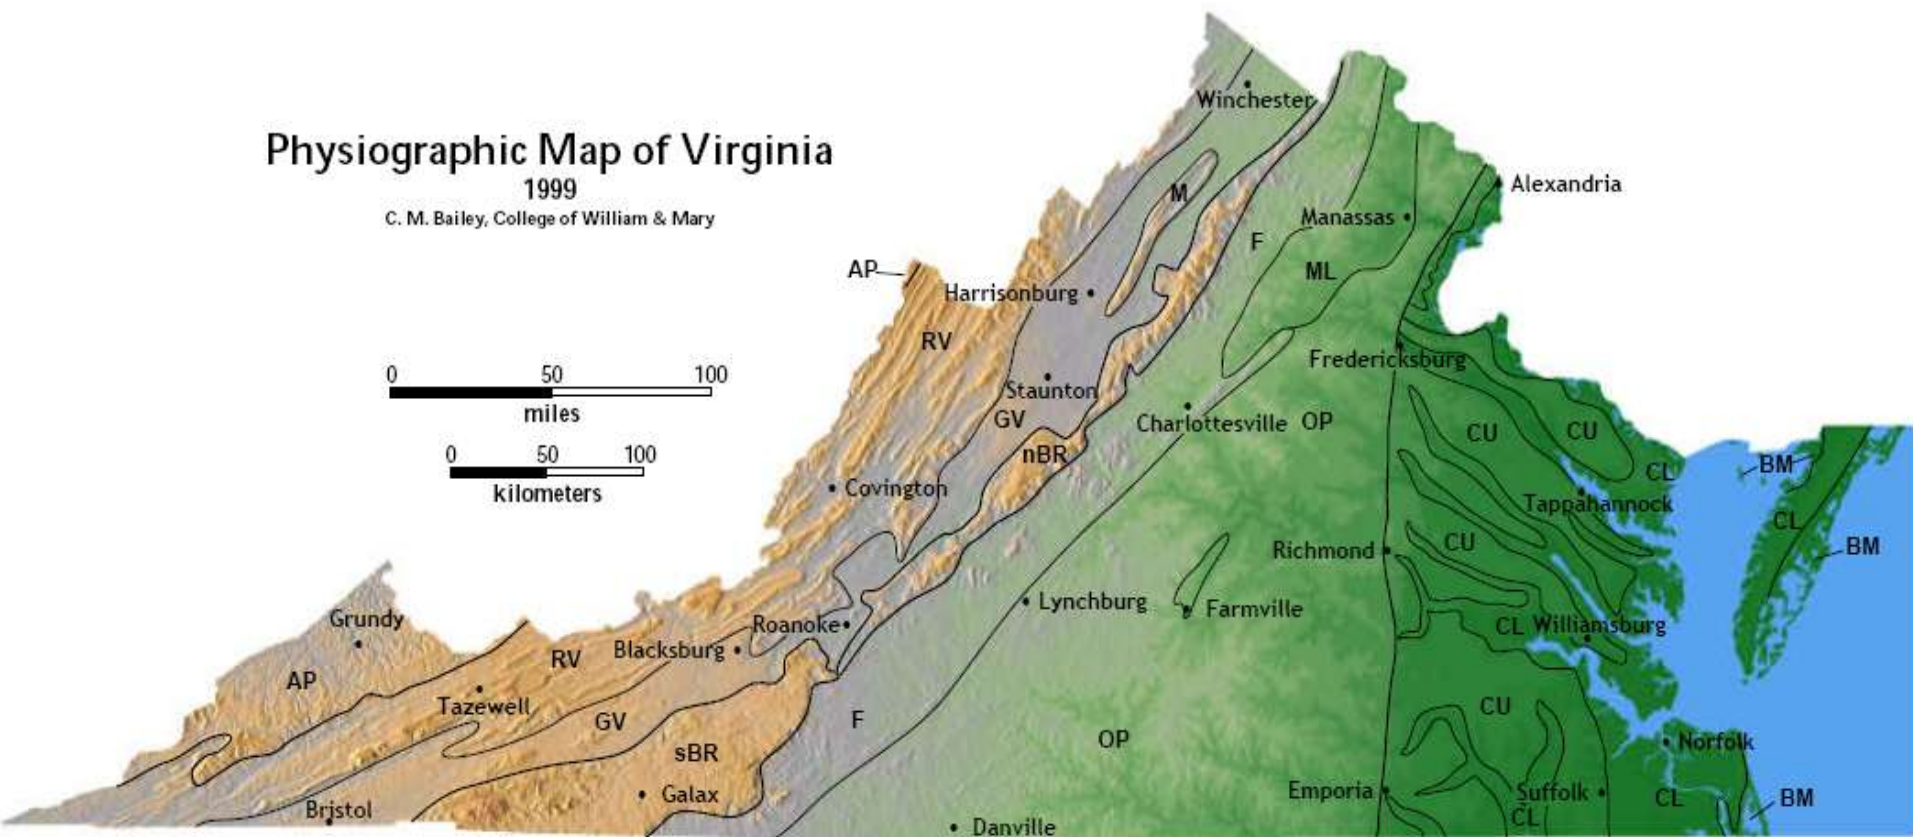 Physiographic Map of Virginia
1999
C. M. Bailey, College of William & Mary
0 50 100
miles
0 50 100
kilometers
Winchester
M
Alexandria
Manassas
F
ML
AP
Harrisonburg
RV
Fredericksburg
Staunton
GV
Charlottesville
OP
CU
CU
nBR
BM
CL
Covington
Tappahannock
CL
Richmond
CU
BM
Lynchburg
Farmville
Grundy
Roanoke
CL
Williamsburg
Blacksburg
RV
AP
Tazewell
GV
F
CU
OP
sBR
Norfolk
Galax
Emporia
Suffolk
CL
BM
Bristol
CL
Danville